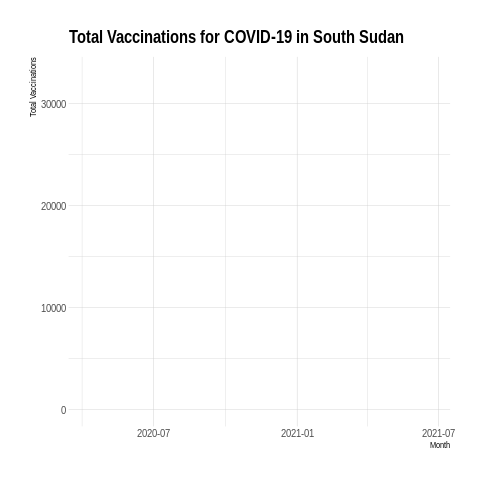 Total Vaccinations for COVID-19 in South Sudan
Total Vaccinations
30000
20000
10000
0
2020-07
2021-01
2021-07
Month